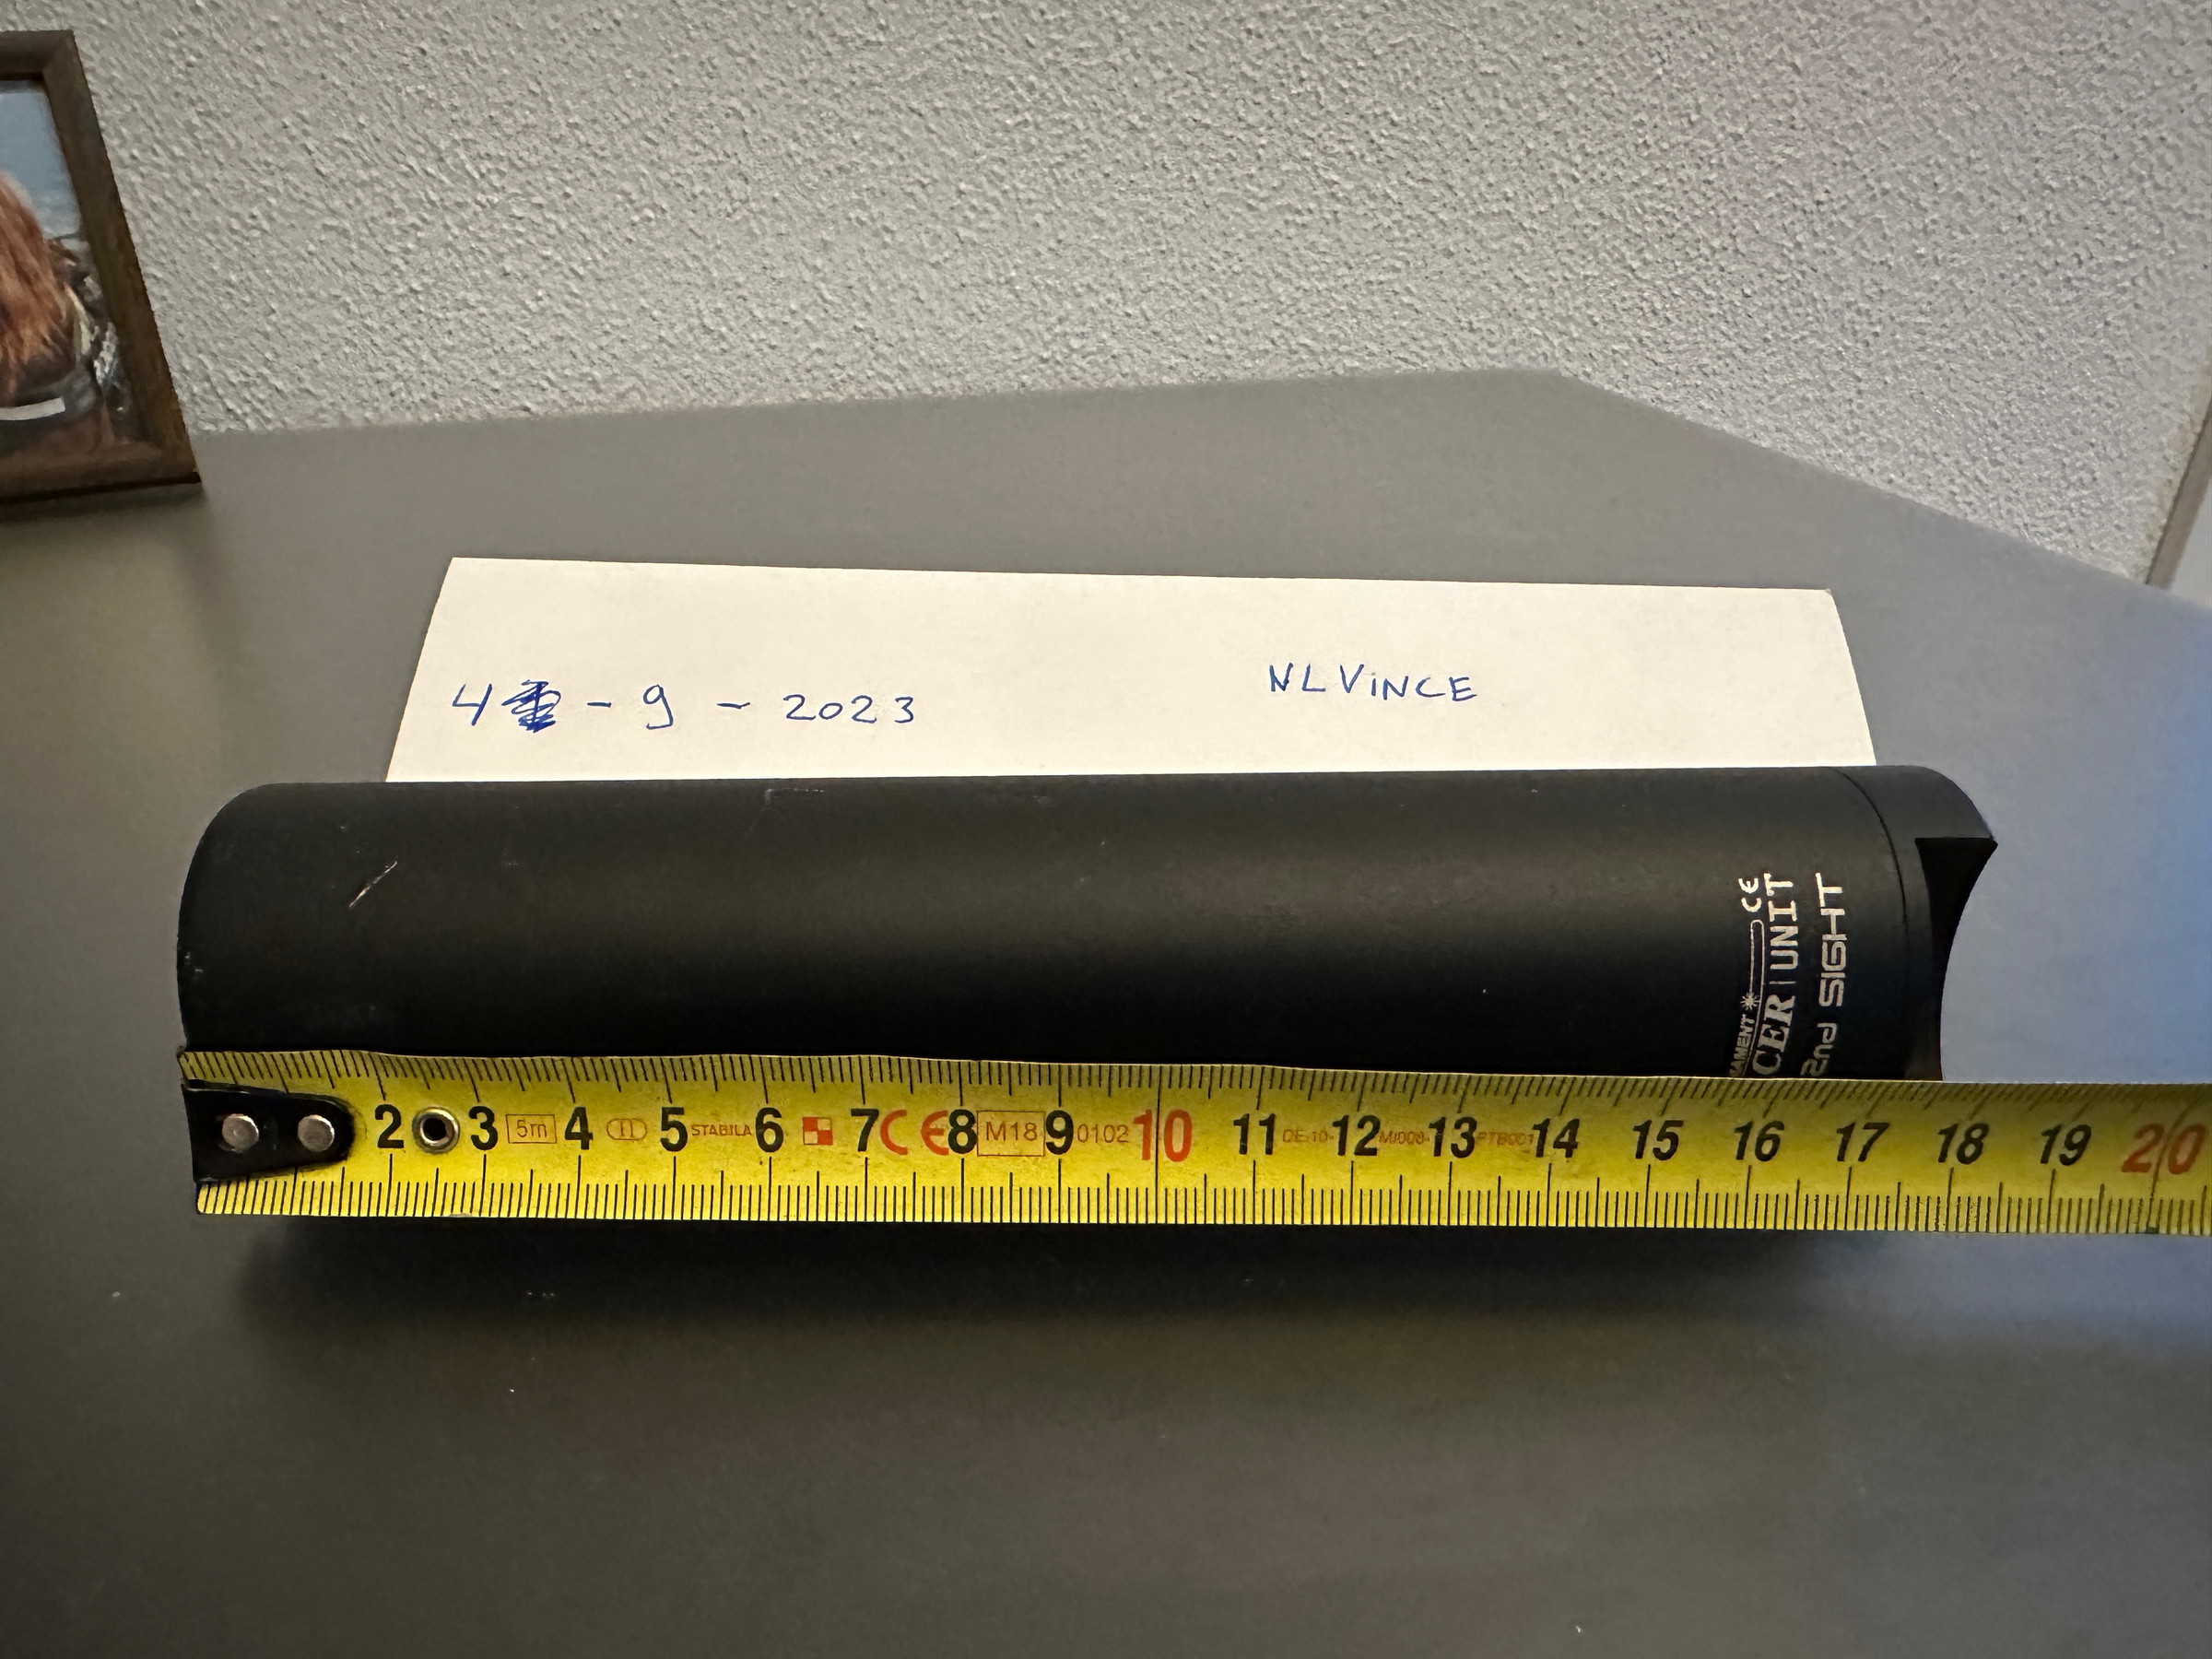 4 - 9 - 2023
NLViNCE
CE
UNIT
2nd SIGHT
2 3 5m 4 5 STABILA 6 7 CE 8 M18 9 0102 10 11 12 13 14 15 16 17 18 19 20